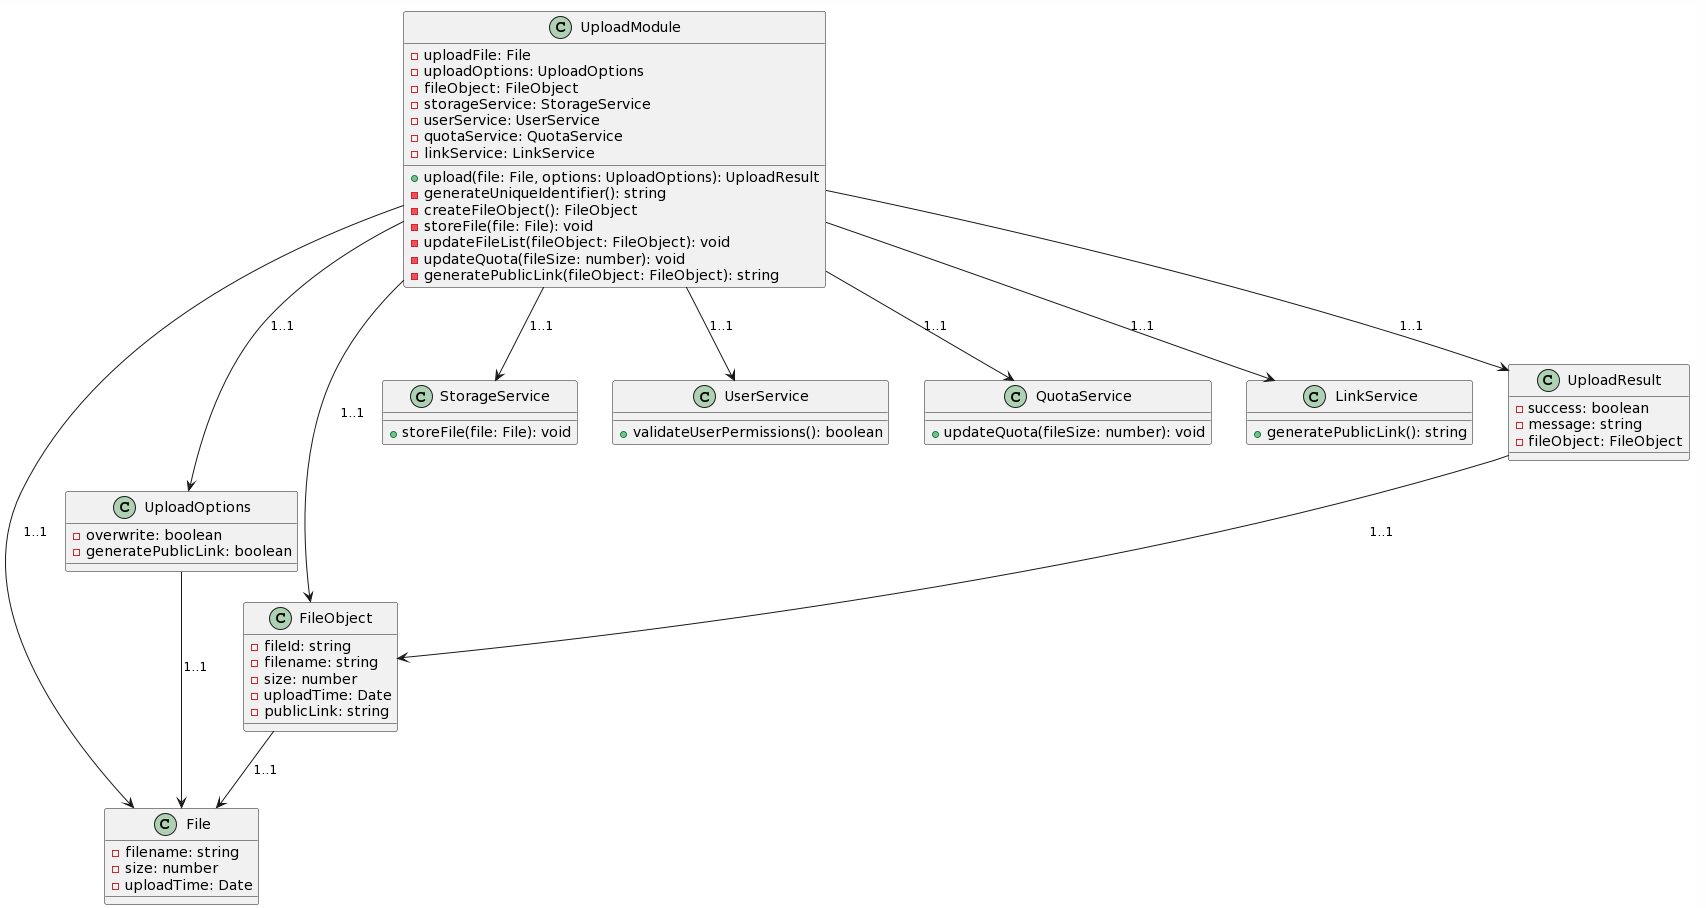 C UploadModule
uploadFile: File
uploadOptions: UploadOptions
fileObject: FileObject
storageService: StorageService
userService: UserService
quotaService: QuotaService
linkService: LinkService
upload(file: File, options: UploadOptions): UploadResult
generateUniqueIdentifier(): string
createFileObject(): FileObject
storeFile(file: File): void
updateFileList(fileObject: FileObject): void
updateQuota(fileSize: number): void
generatePublicLink(fileObject: FileObject): string
1..1
1..1
1..1
1..1
1..1
1..1
C StorageService
storeFile(file: File): void
C UserService
validateUserPermissions(): boolean
C QuotaService
updateQuota(fileSize: number): void
C LinkService
generatePublicLink(): string
C UploadResult
success: boolean
message: string
fileObject: FileObject
1..1
C UploadOptions
overwrite: boolean
generatePublicLink: boolean
1..1
1..1
C FileObject
fileId: string
filename: string
size: number
uploadTime: Date
publicLink: string
1..1
1..1
C File
filename: string
size: number
uploadTime: Date